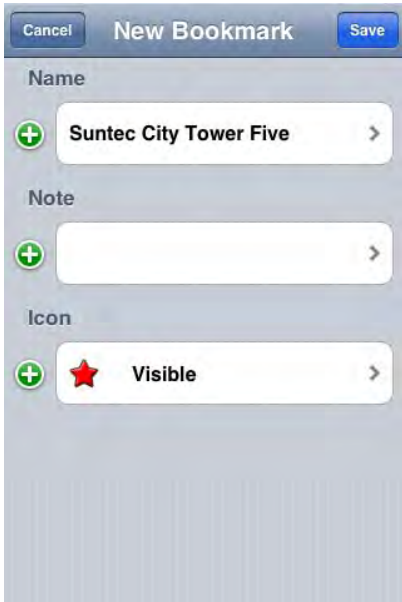 Cancel New Bookmark Save
Name
Suntec City Tower Five
Note
Icon
Visible